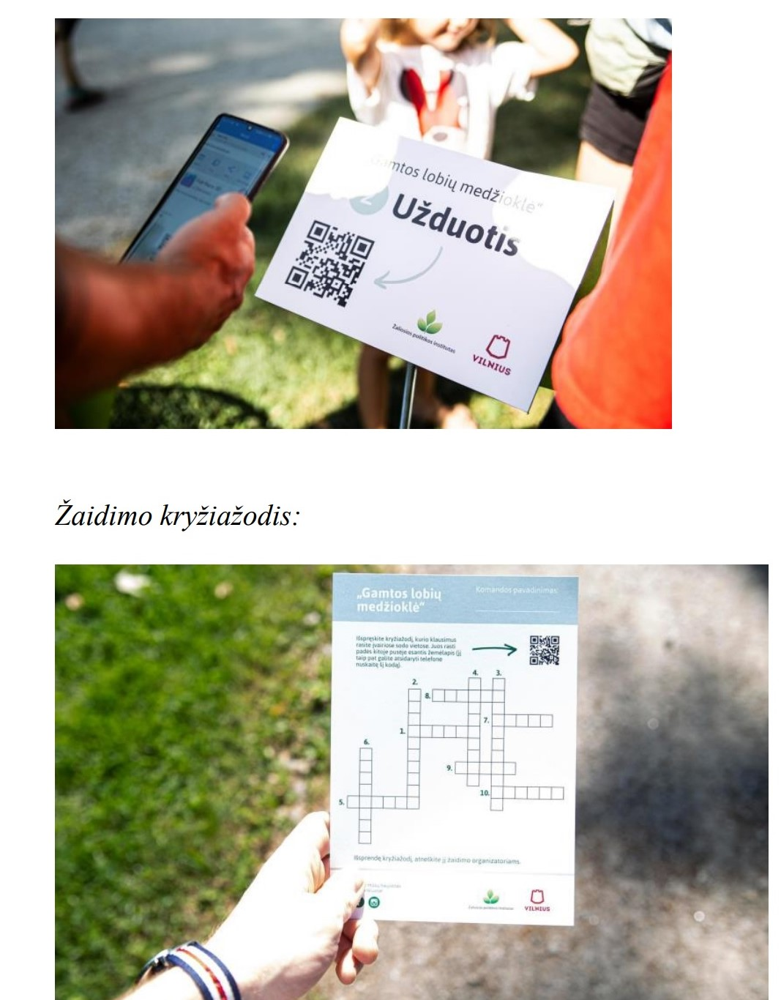 „Gamtos lobių medžioklė“
2 Užduotis
Žaliosios politikos institutas
VILNIUS
Žaidimo kryžiažodis:
„Gamtos lobių
medžioklė“
Komandos pavadinimas:
Išspręskite kryžiažodį, kurio klausimus
rasite įvairiose sodo vietose. Juos rasti
padės kitoje pusėje esantis žemėlapis (jį
taip pat galite atsidaryti telefone
nuskaitę šį kodą).
4. 3.
2.
8.
7.
1.
6.
9.
10.
5.
Išsprendę kryžiažodį, atneškite jį žaidimo organizatoriams.
Žaliosios politikos institutas
VILNIUS